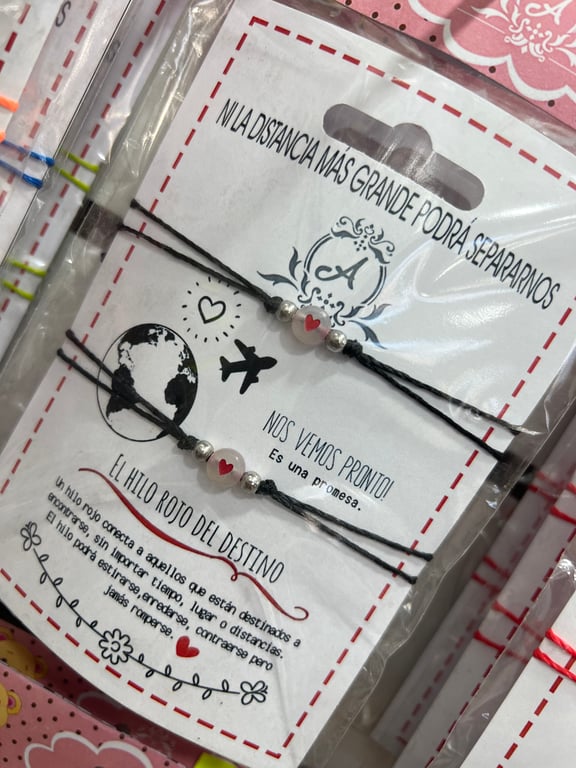 NI LA DISTANCIA MÁS GRANDE PODRÁ SEPARARNOS
A
NOS VEMOS PRONTO!
Es una promesa.
EL HILO ROJO DEL DESTINO
Un hilo rojo conecta a aquellos que están destinados a
encontrarse, sin importar tiempo, lugar o distancias.
El hilo podrá estirarse, enredarse, contraerse pero
jamás romperse.
A
S